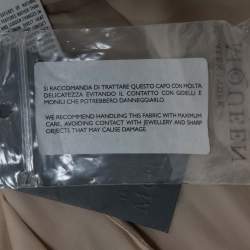 SI RACCOMANDA DI TRATTARE QUESTO CAPO CON MOLTA
DELICATEZZA EVITANDO IL CONTATTO CON GIOIELLI E
MONILI CHE POTREBBERO DANNEGGIARLO.
WE RECOMMEND HANDLING THIS FABRIC WITH MAXIMUM
CARE, AVOIDING CONTACT WITH JEWELLERY AND SHARP
OBJECTS THAT MAY CAUSE DAMAGE.